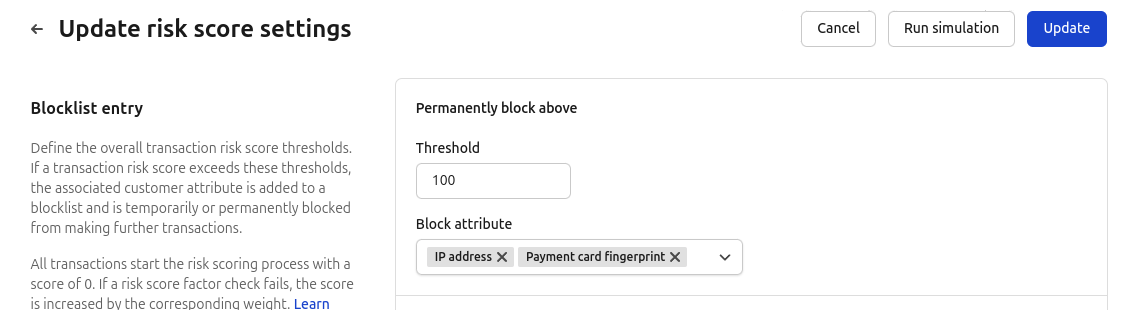 Update risk score settings
Cancel
Run simulation
Update
Blocklist entry
Define the overall transaction risk score thresholds.
If a transaction risk score exceeds these thresholds,
the associated customer attribute is added to a
blocklist and is temporarily or permanently blocked
from making further transactions.
All transactions start the risk scoring process with a
score of 0. If a risk score factor check fails, the score
is increased by the corresponding weight. Learn
Permanently block above
Threshold
100
Block attribute
IP address
Payment card fingerprint